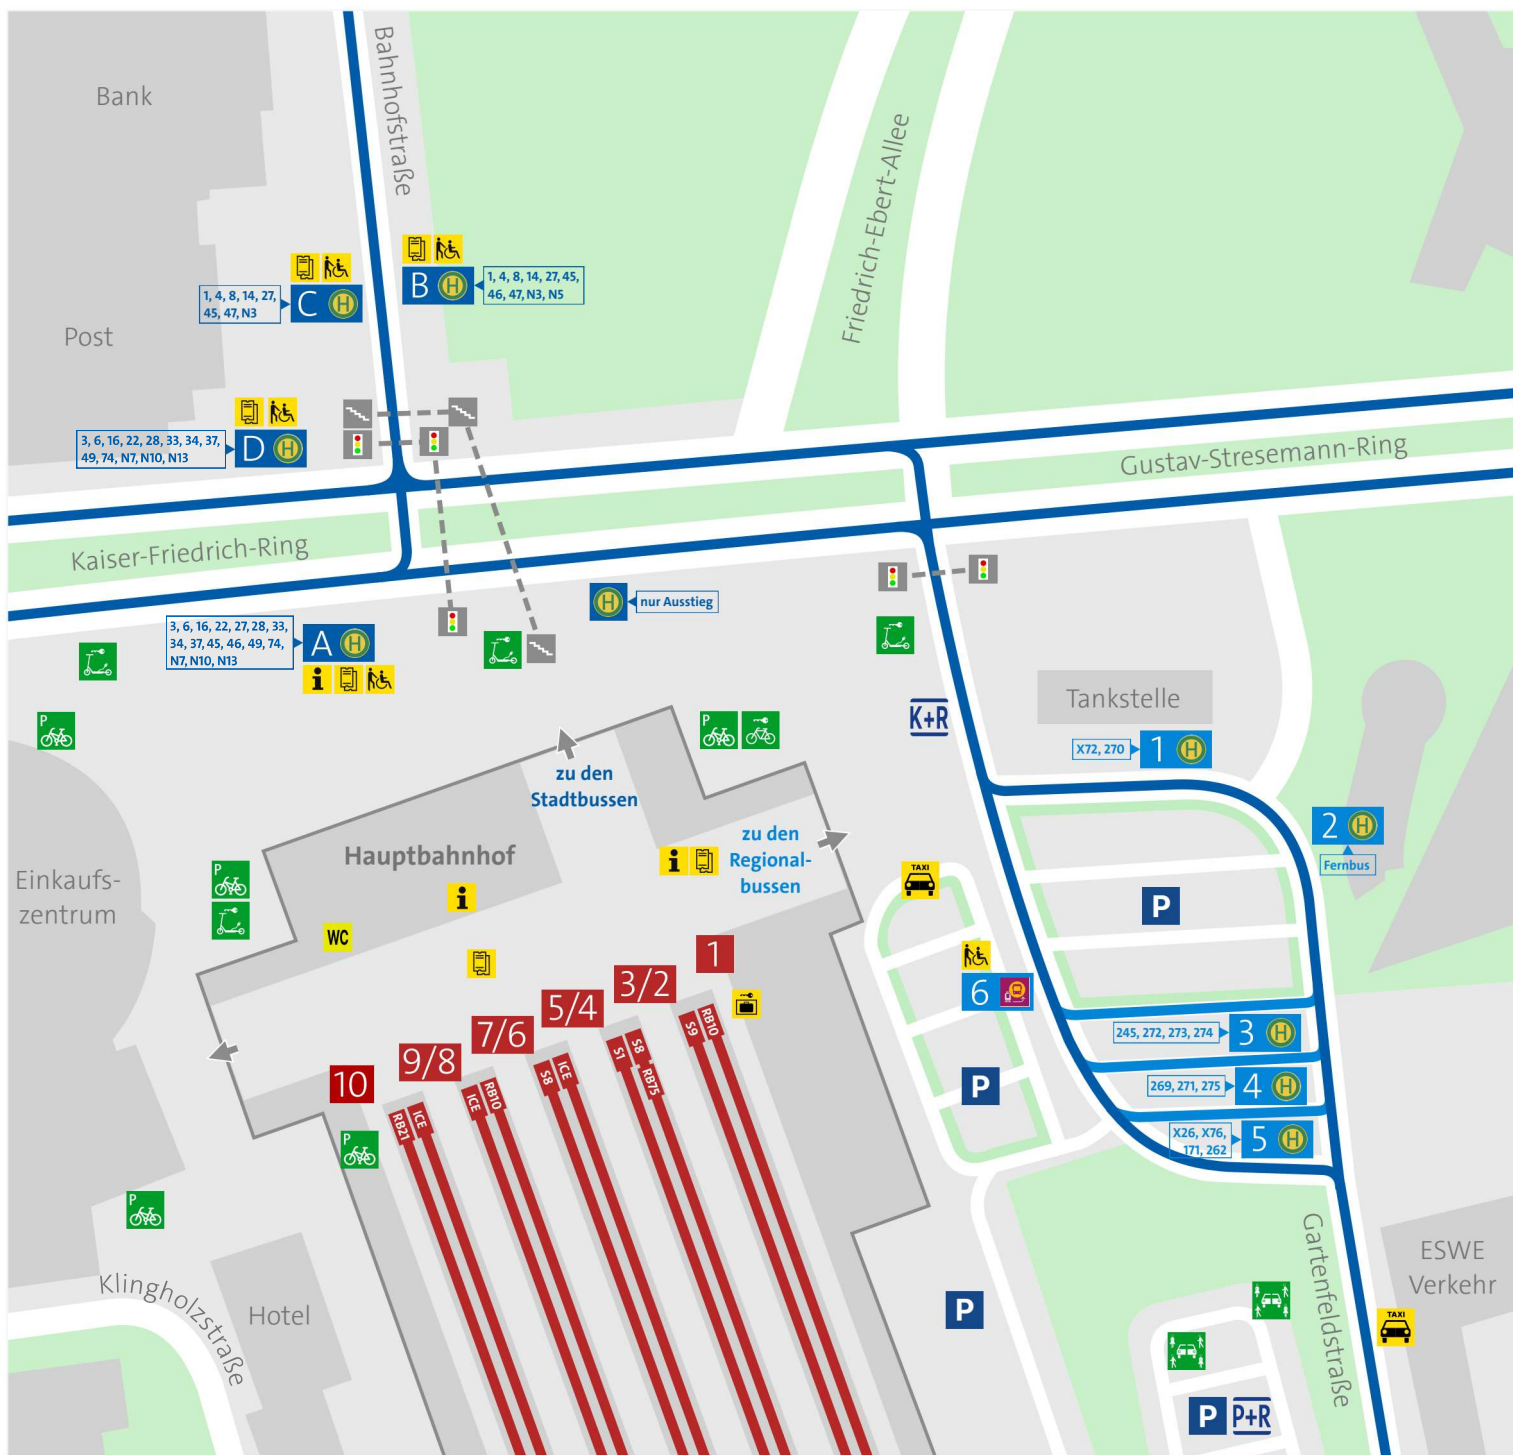 Bank
Bahnhofstraße
Friedrich-Ebert-Allee
Post
C H
1, 4, 8, 14, 27,
45, 47, N3
B H
1, 4, 8, 14, 27, 45,
46, 47, N3, N5
D H
3, 6, 16, 22, 28, 33, 34, 37,
49, 74, N7, N10, N13
Gustav-Stresemann-Ring
Kaiser-Friedrich-Ring
H
nur Ausstieg
3, 6, 16, 22, 27, 28, 33,
34, 37, 45, 46, 49, 74,
N7, N10, N13
A H
i
K+R
Tankstelle
X72, 270
1 H
P
P
zu den
Stadtbussen
2 H
Fernbus
Hauptbahnhof
i
zu den
Regional-
bussen
TAXI
Einkaufs-
zentrum
P
i
P
WC
1
3/2
5/4
7/6
9/8
10
6
245, 272, 273, 274
3 H
269, 271, 275
4 H
X26, X76,
171, 262
5 H
P
S9
RB10
S1
S8
RB75
S8
ICE
ICE
RB10
RB21
ICE
P
P
Klingholzstraße
Hotel
P
Gartenfeldstraße
ESWE
Verkehr
TAXI
P
P+R